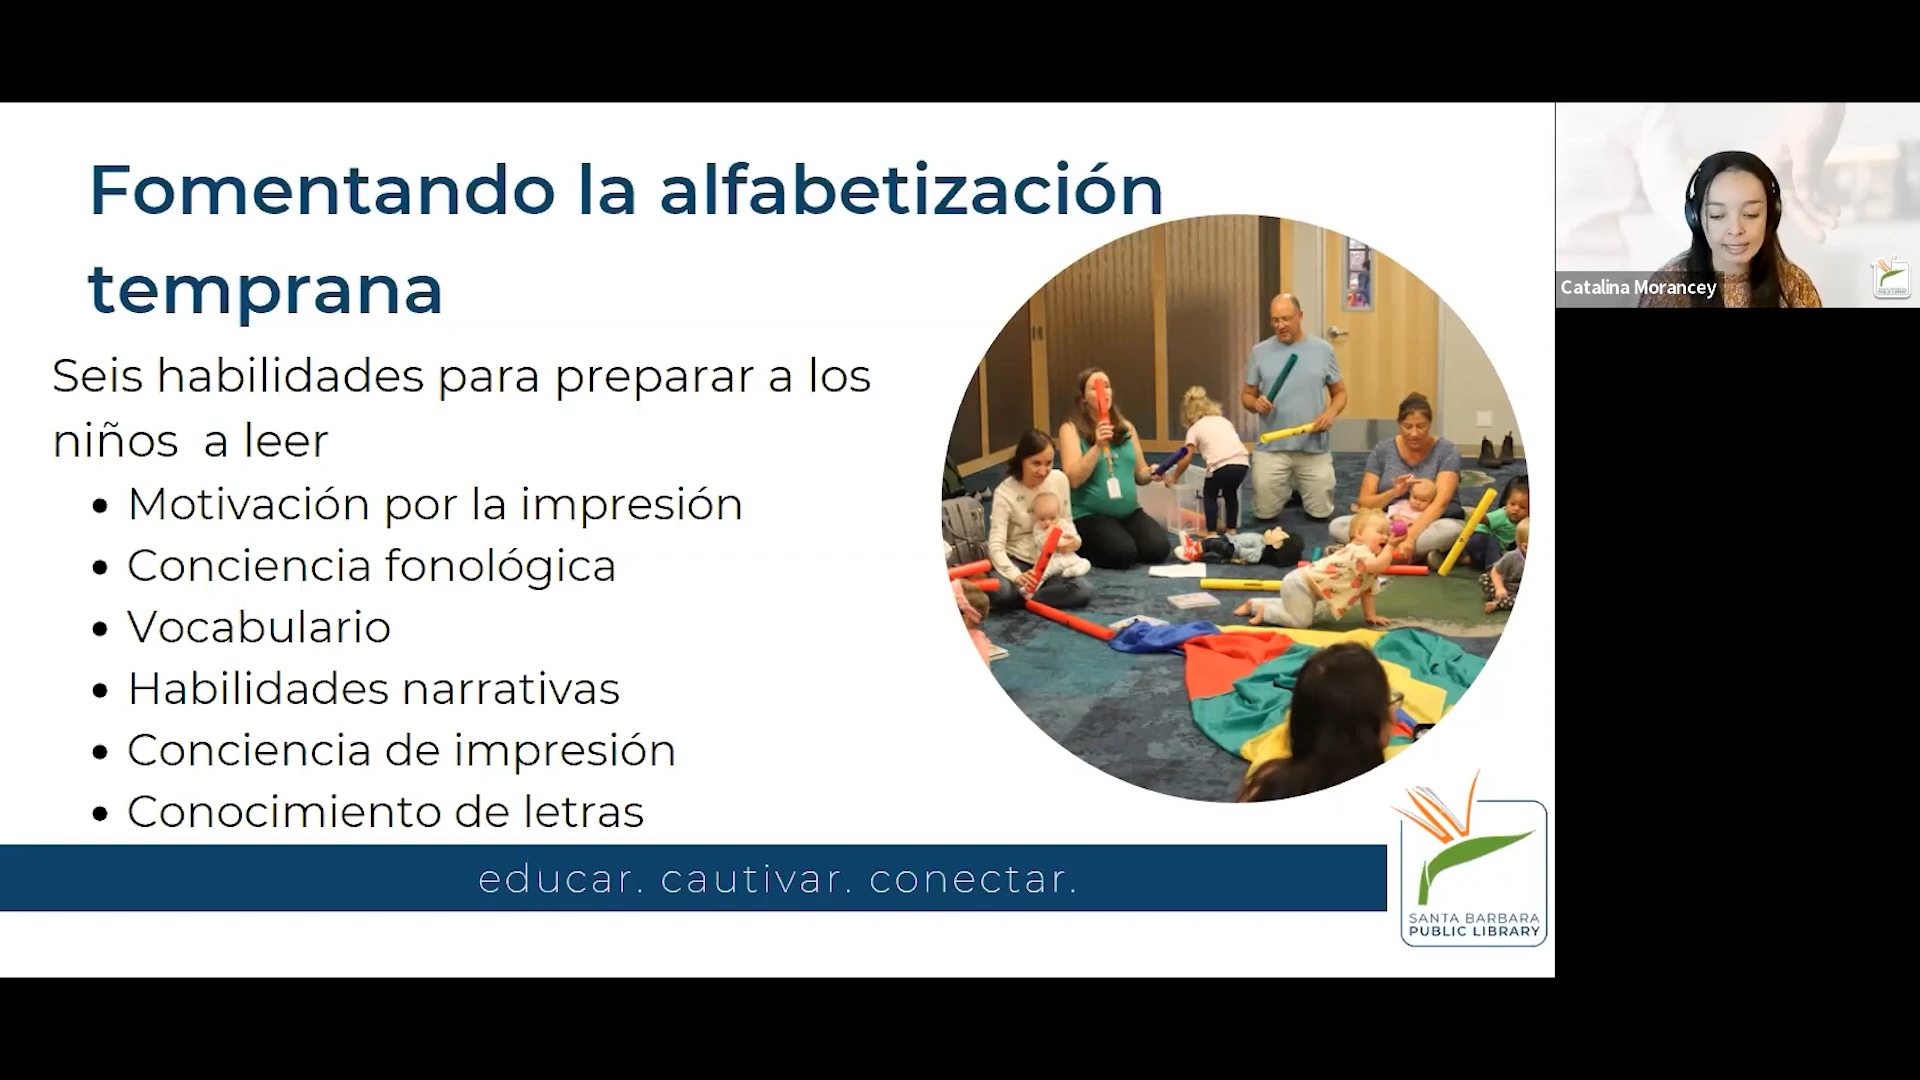 Fomentando la alfabetización
temprana
Seis habilidades para preparar a los
niños a leer
• Motivación por la impresión
• Conciencia fonológica
• Vocabulario
• Habilidades narrativas
• Conciencia de impresión
• Conocimiento de letras
educar. cautivar. conectar.
SANTA BARBARA
PUBLIC LIBRARY
Catalina Morancey